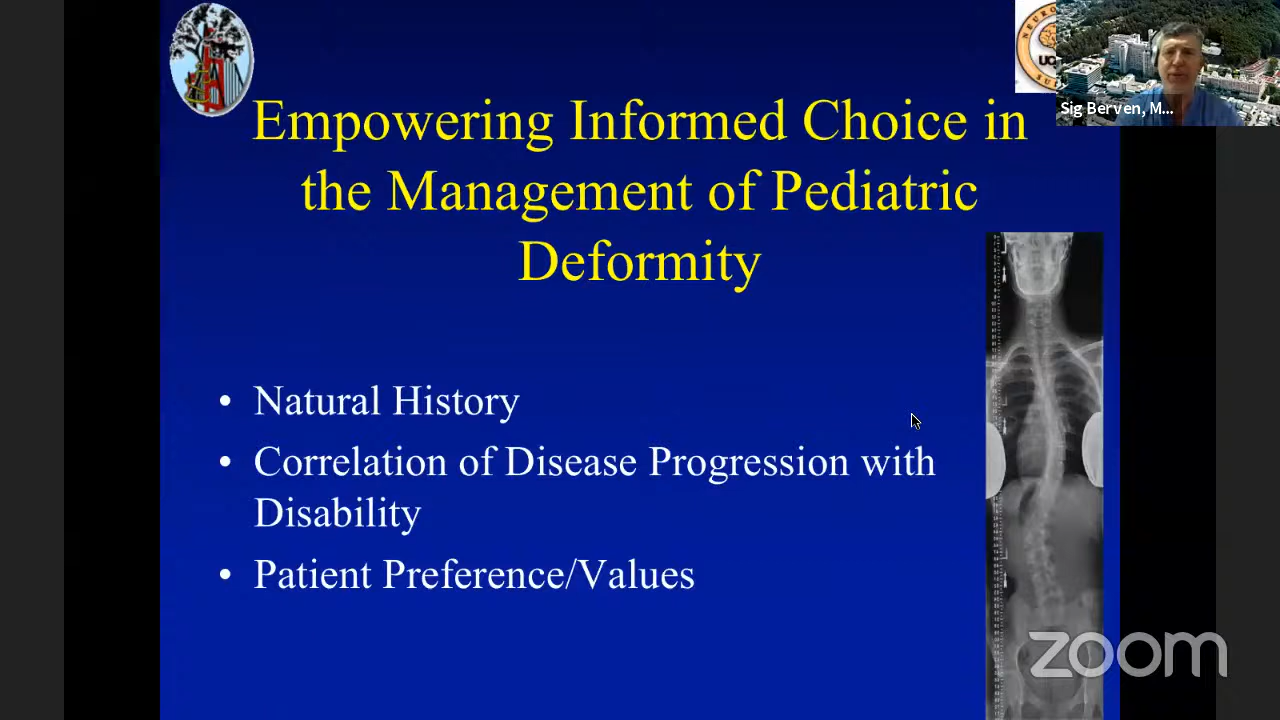 Empowering Informed Choice in
the Management of Pediatric
Deformity
• Natural History
• Correlation of Disease Progression with
Disability
• Patient Preference/Values
Sig Berven, M...
zoom